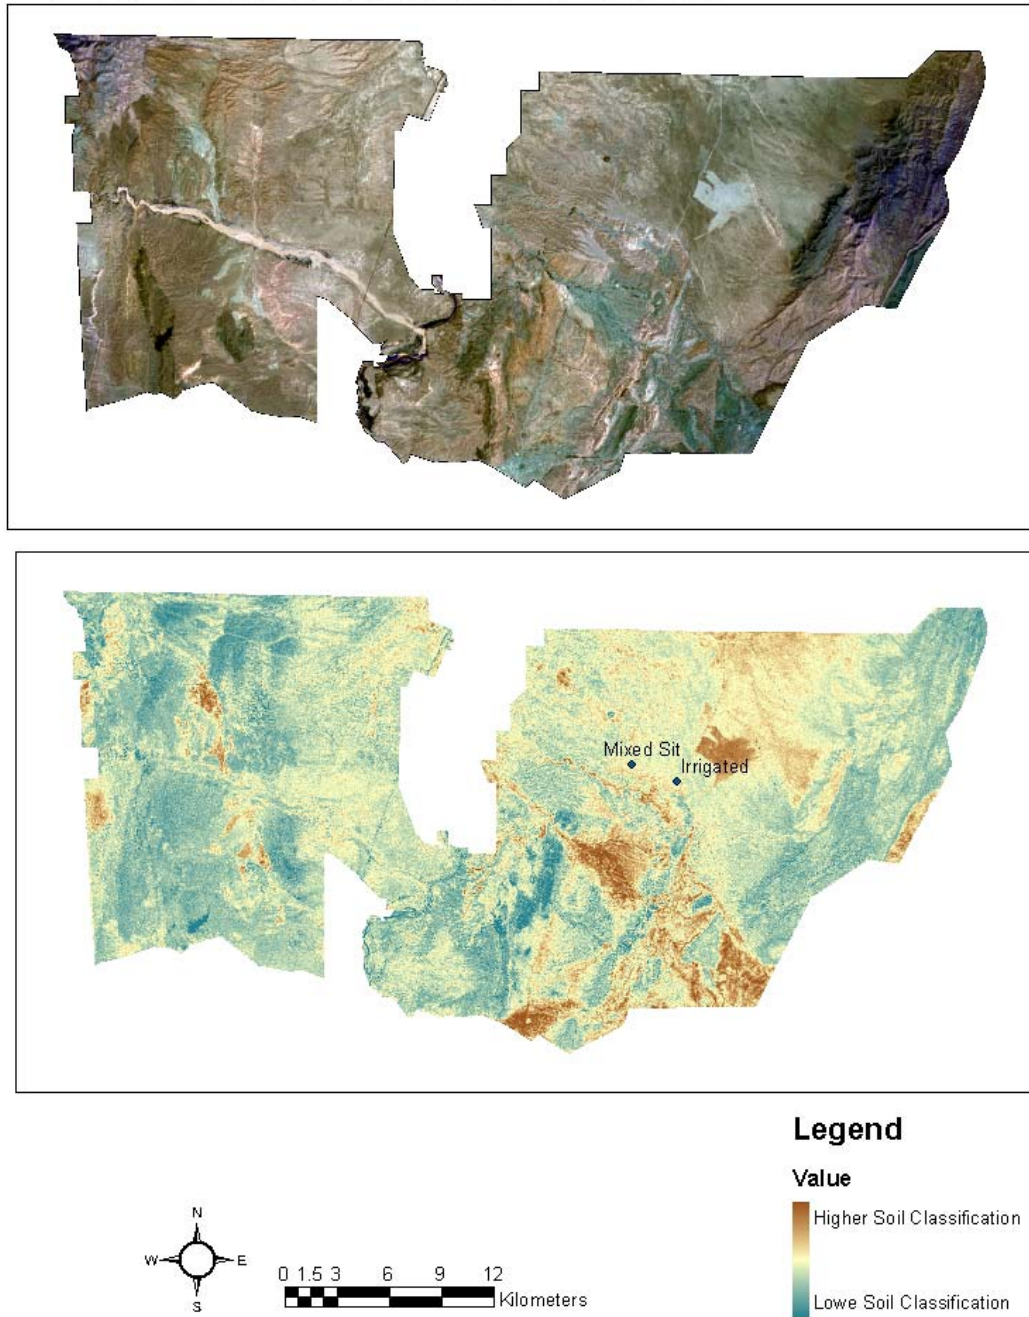 Mixed Sit
Irrigated
Legend
Value
Higher Soil Classification
Lowe Soil Classification
N
W E
S
0 1.5 3 6 9 12
Kilometers